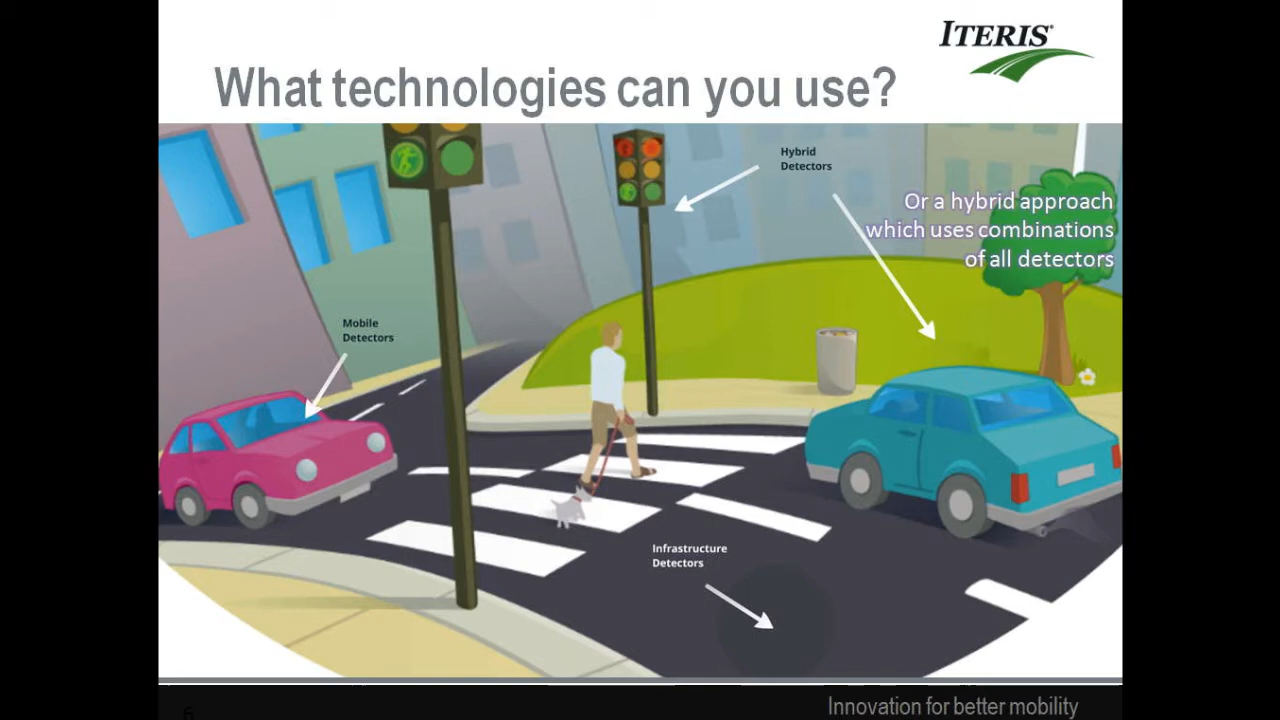 ITERIS
What technologies can you use?
Hybrid
Detectors
Or a hybrid approach
which uses combinations
of all detectors
Mobile
Detectors
Infrastructure
Detectors
6
Innovation for better mobility